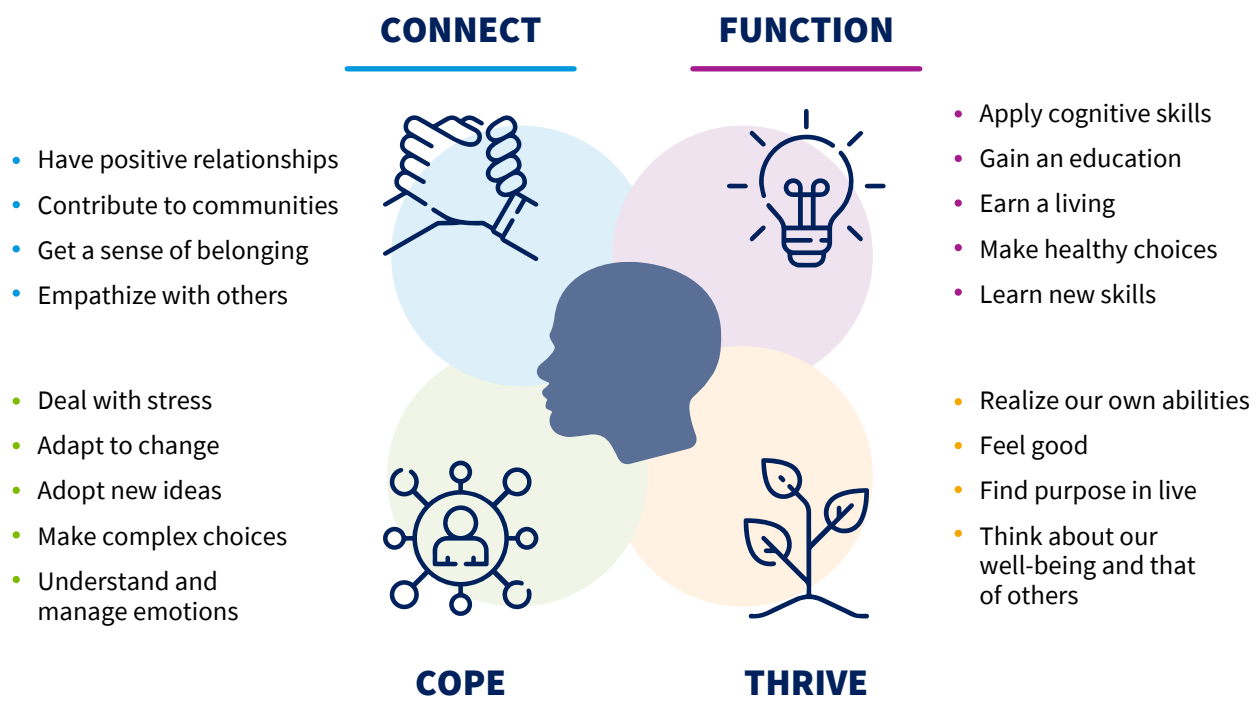 CONNECT
• Have positive relationships
• Contribute to communities
• Get a sense of belonging
• Empathize with others
FUNCTION
• Apply cognitive skills
• Gain an education
• Earn a living
• Make healthy choices
• Learn new skills
• Deal with stress
• Adapt to change
• Adopt new ideas
• Make complex choices
• Understand and
manage emotions
COPE
• Realize our own abilities
• Feel good
• Find purpose in live
• Think about our
well-being and that
of others
THRIVE